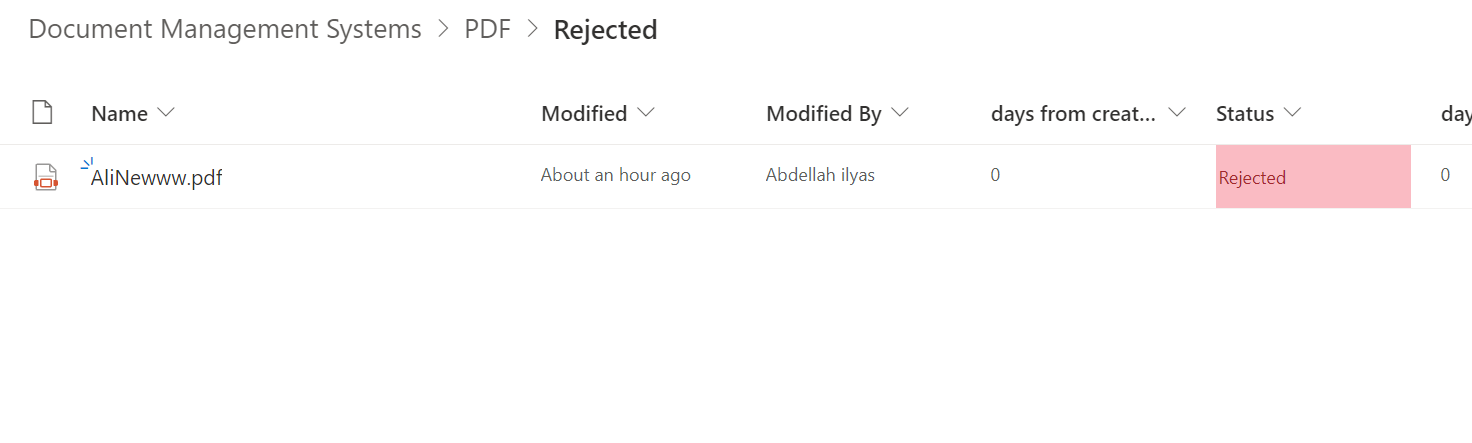 Document Management Systems > PDF > Rejected
Name Modified Modified By days from creat... Status day
AliNewww.pdf About an hour ago Abdellah ilyas 0 Rejected 0